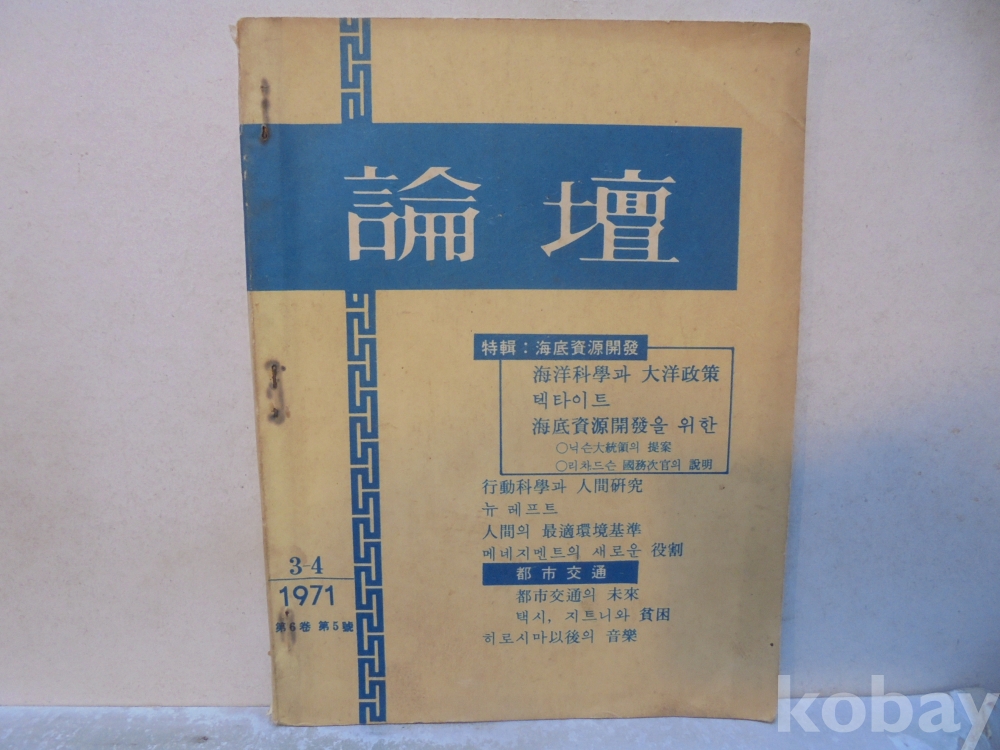 論壇
特輯：海底資源開發
海洋科學과 大洋政策
텍타이트
海底資源開發을 위한
○닉슨大統領의 提案
○리챠드슨 國務次官의 說明
行動科學과 人間硏究
뉴 레프트
人間의 最適環境基準
메네지멘트의 새로운 役割
都市交通
都市交通의 未來
택시, 지트니와 貧困
히로시마以後의 音樂
3-4
1971
第6卷 第5號
kobay